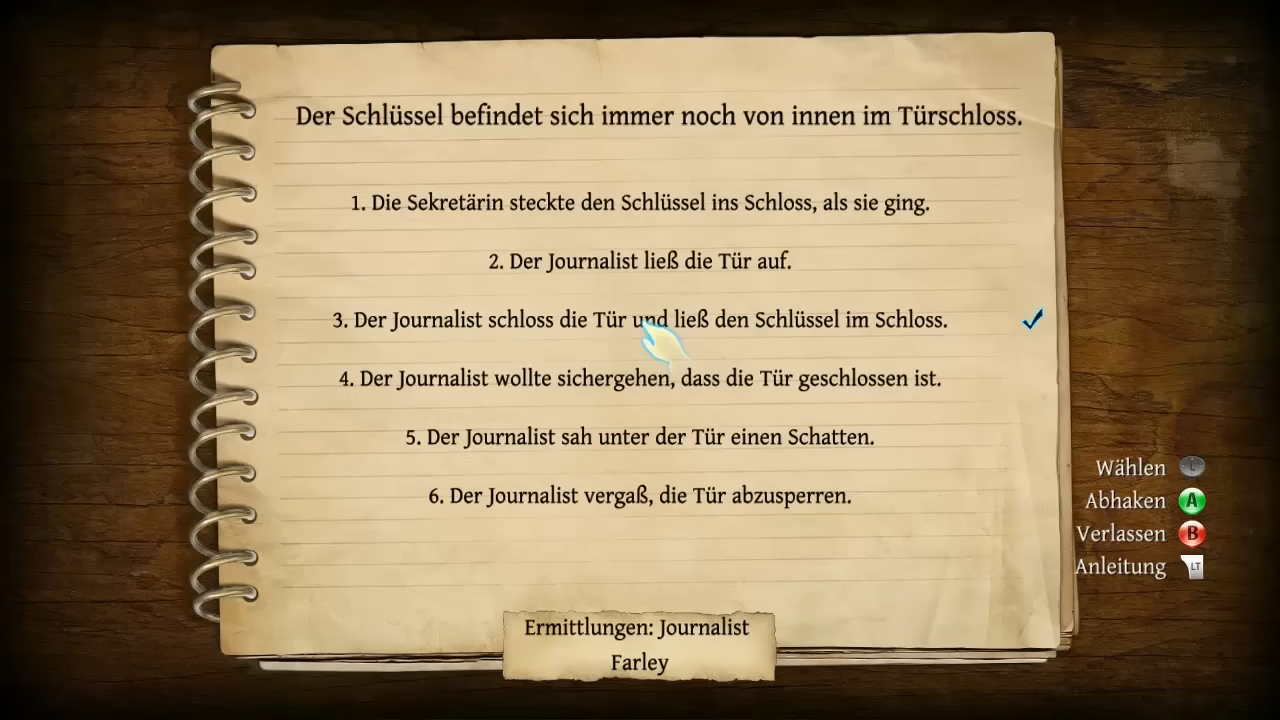 Der Schlüssel befindet sich immer noch von innen im Türschloss.
1. Die Sekretärin steckte den Schlüssel ins Schloss, als sie ging.
2. Der Journalist ließ die Tür auf.
3. Der Journalist schloss die Tür und ließ den Schlüssel im Schloss.
4. Der Journalist wollte sichergehen, dass die Tür geschlossen ist.
5. Der Journalist sah unter der Tür einen Schatten.
6. Der Journalist vergaß, die Tür abzusperren.
Wählen L
Abhaken A
Verlassen B
Anleitung LT
Ermittlungen: Journalist
Farley